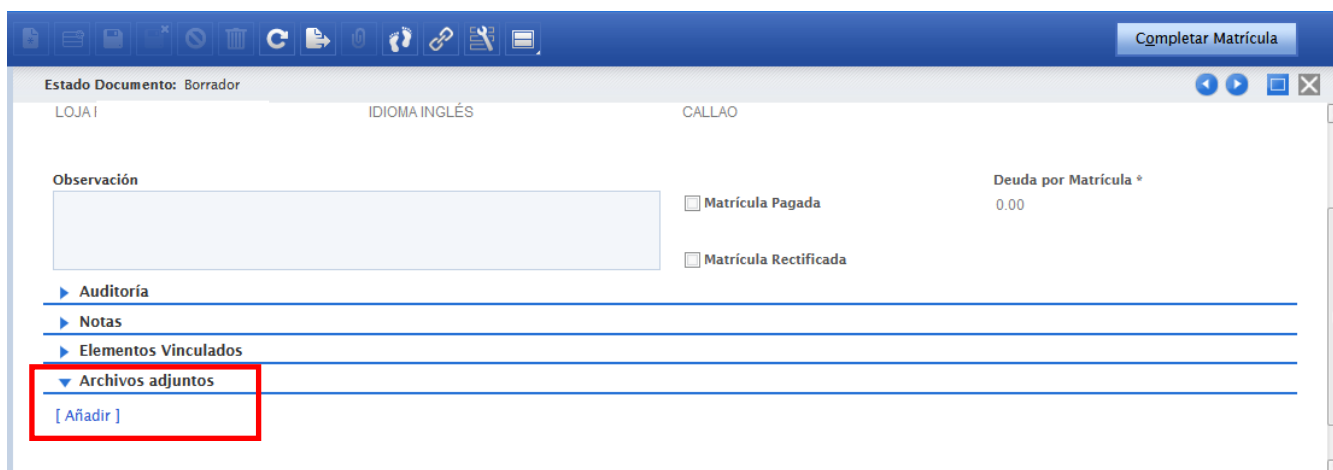 Completar Matrícula
Estado Documento: Borrador
LOJA I IDIOMA INGLÉS CALLAO
Observación Deuda por Matrícula *
Matrícula Pagada 0.00
Matrícula Rectificada
Auditoría
Notas
Elementos Vinculados
Archivos adjuntos
[ Añadir ]